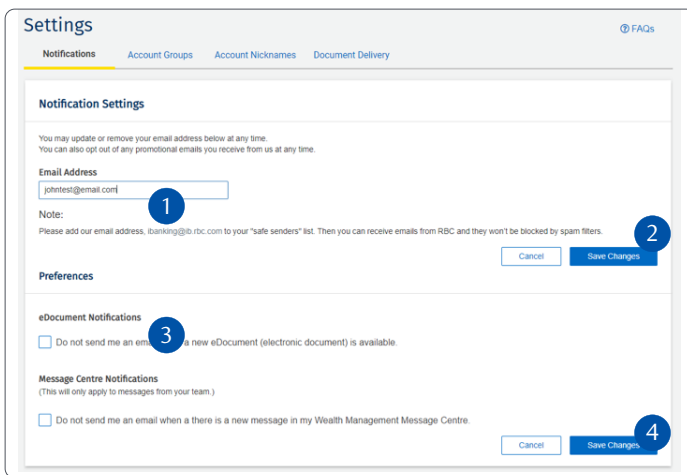 Settings
FAQs
Notifications Account Groups Account Nicknames Document Delivery
Notification Settings
You may update or remove your email address below at any time.
You can also opt out of any promotional emails you receive from us at any time.
Email Address
johntest@email.com
1
Note:
Please add our email address, ibanking@ib.rbc.com to your "safe senders" list. Then you can receive emails from RBC and they won't be blocked by spam filters.
2
Cancel Save Changes
Preferences
eDocument Notifications
3
Do not send me an email a new eDocument (electronic document) is available.
Message Centre Notifications
(This will only apply to messages from your team.)
Do not send me an email when a there is a new message in my Wealth Management Message Centre.
4
Cancel Save Changes